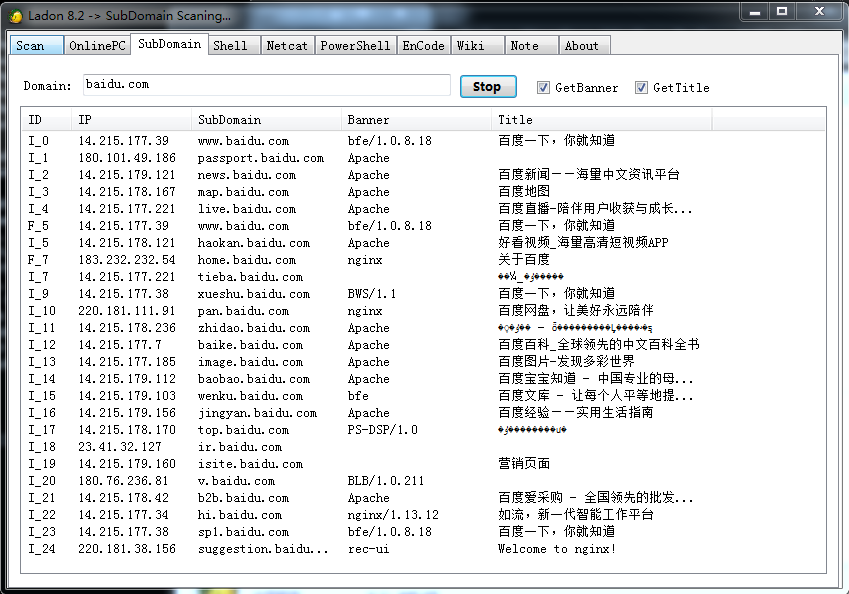 Ladon 8.2 -> SubDomain Scaning...
Scan OnlinePC SubDomain Shell Netcat PowerShell EnCode Wiki Note About
Domain: baidu.com Stop GetBanner GetTitle
ID IP SubDomain Banner Title
I_0 14.215.177.39 www.baidu.com bfe/1.0.8.18 百度一下，你就知道
I_1 180.101.49.186 passport.baidu.com Apache
I_2 14.215.179.121 news.baidu.com Apache 百度新闻——海量中文资讯平台
I_3 14.215.178.167 map.baidu.com Apache 百度地图
I_4 14.215.177.221 live.baidu.com Apache 百度直播-陪伴用户收获与成长...
F_5 14.215.177.39 www.baidu.com bfe/1.0.8.18 百度一下，你就知道
I_5 14.215.178.121 haokan.baidu.com Apache 好看视频_海量高清短视频APP
F_7 183.232.232.54 home.baidu.com nginx 关于百度
I_7 14.215.177.221 tieba.baidu.com
I_9 14.215.177.38 xueshu.baidu.com BWS/1.1 百度一下，你就知道
I_10 220.181.111.91 pan.baidu.com nginx 百度网盘，让美好永远陪伴
I_11 14.215.178.236 zhidao.baidu.com Apache
I_12 14.215.177.7 baike.baidu.com Apache 百度百科_全球领先的中文百科全书
I_13 14.215.177.185 image.baidu.com Apache 百度图片-发现多彩世界
I_14 14.215.179.112 baobao.baidu.com Apache 百度宝宝知道 - 中国专业的母...
I_15 14.215.179.103 wenku.baidu.com bfe 百度文库 - 让每个人平等地提...
I_16 14.215.179.156 jingyan.baidu.com Apache 百度经验——实用生活指南
I_17 14.215.178.170 top.baidu.com PS-DSP/1.0
I_18 23.41.32.127 ir.baidu.com
I_19 14.215.179.160 isite.baidu.com 营销页面
I_20 180.76.236.81 v.baidu.com BLB/1.0.211
I_21 14.215.178.42 b2b.baidu.com Apache 百度爱采购 - 全国领先的批发...
I_22 14.215.177.34 hi.baidu.com nginx/1.13.12 如流，新一代智能工作平台
I_23 14.215.177.38 sp1.baidu.com bfe/1.0.8.18 百度一下，你就知道
I_24 220.181.38.156 suggestion.baidu... rec-ui Welcome to nginx!